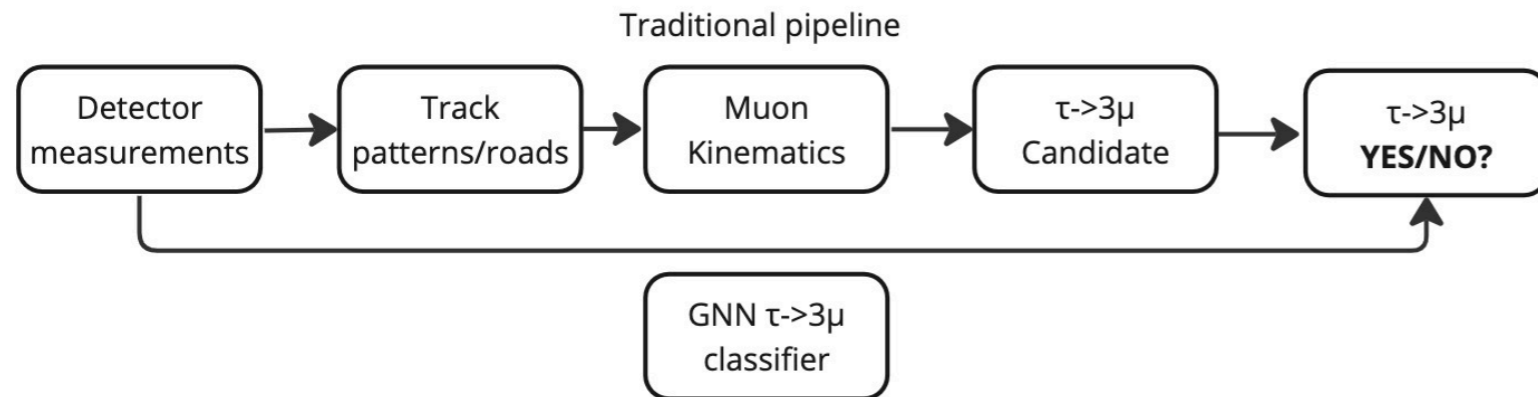 Traditional pipeline
Detector
measurements
Track
patterns/roads
Muon
Kinematics
τ->3μ
Candidate
τ->3μ
YES/NO?
GNN τ->3μ
classifier